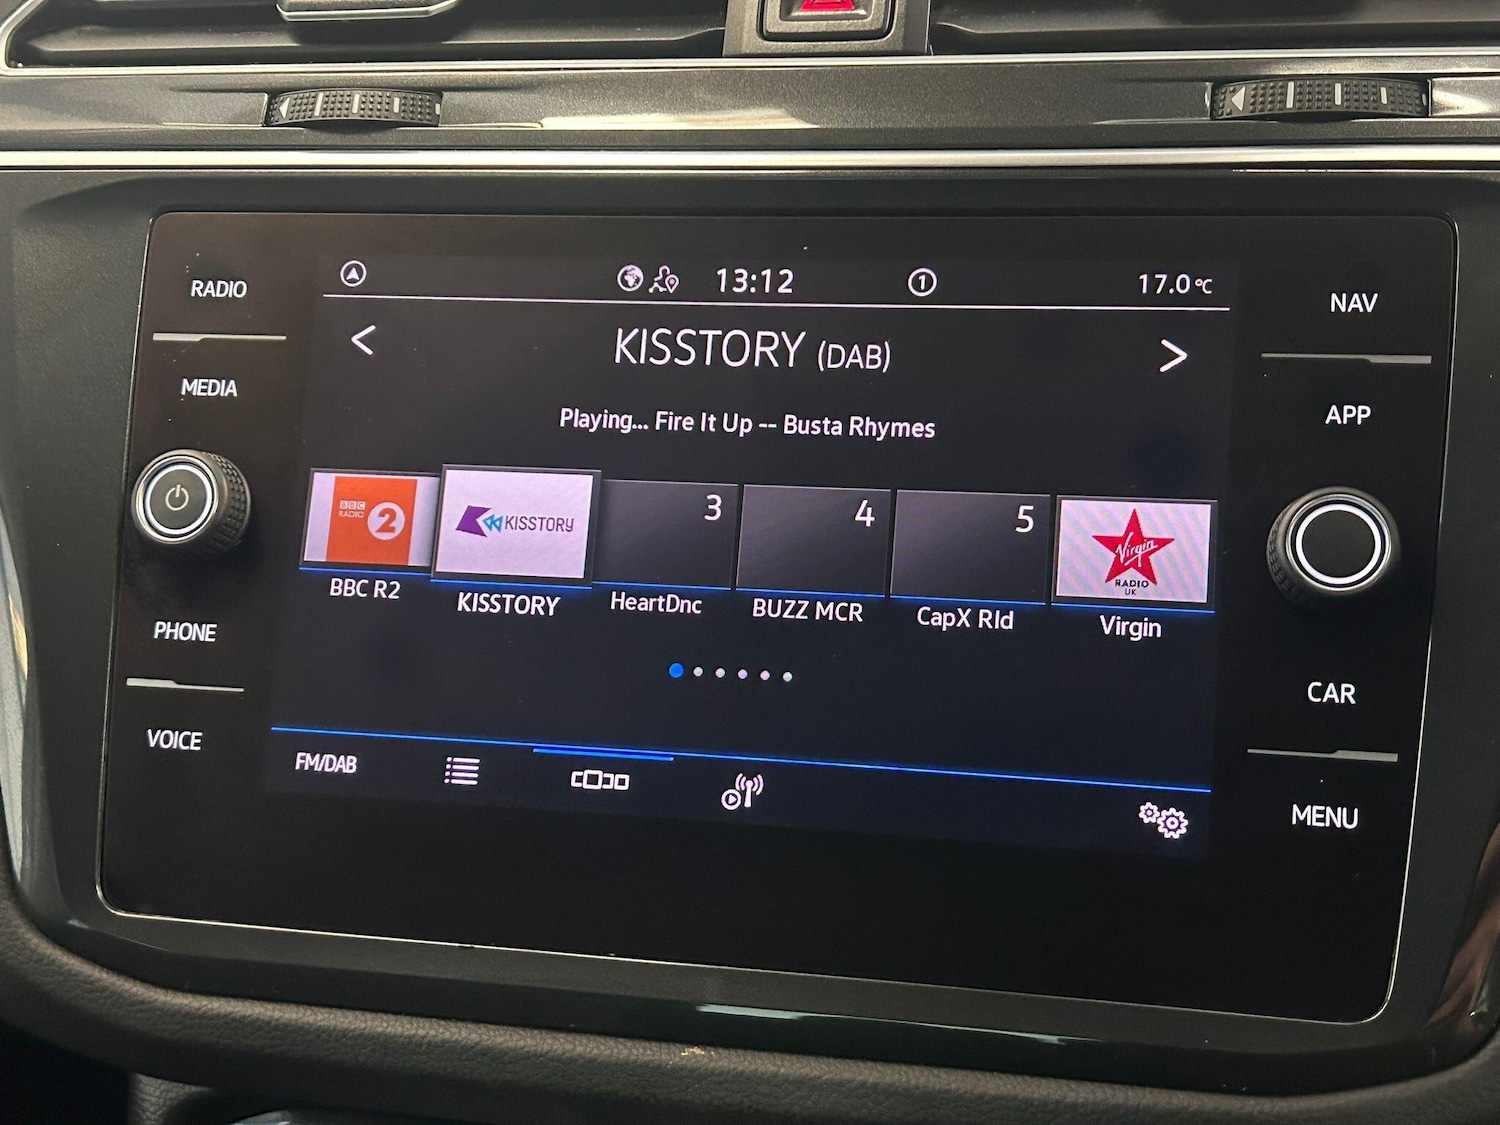 RADIO
MEDIA
PHONE
VOICE
13:12
1
17.0°C
KISSTORY (DAB)
Playing... Fire It Up -- Busta Rhymes
BBC
RADIO
2
KISSTORY
3
4
5
Virgin
RADIO
UK
BBC R2
KISSTORY
HeartDnc
BUZZ MCR
CapX Rld
Virgin
FM/DAB
NAV
APP
CAR
MENU